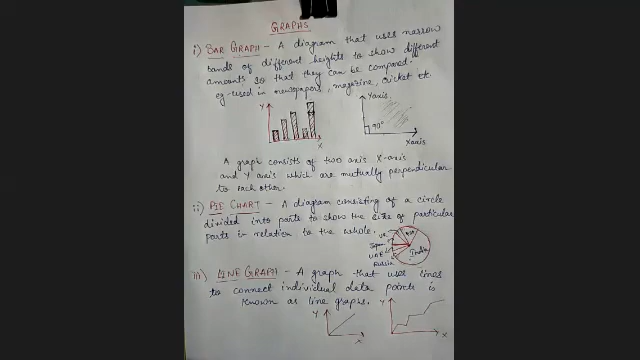 GRAPHS
i) BAR GRAPH - A diagram that uses narrow
bands of different heights to show different
amounts so that they can be compared.
eg-used in newspapers, magazine, cricket etc.
Y
X
Y axis
90°
X axis
A graph consists of two axis X-axis
and Y axis which are mutually perpendicular
to each other.
ii) PIE CHART - A diagram consisting of a circle
divided into parts to show the size of particular
parts in relation to the whole.
Japan
UAE
Russia
India
iii) LINE GRAPH - A graph that uses lines
to connect individual data points is
known as line graphs.
Y
X
Y
X